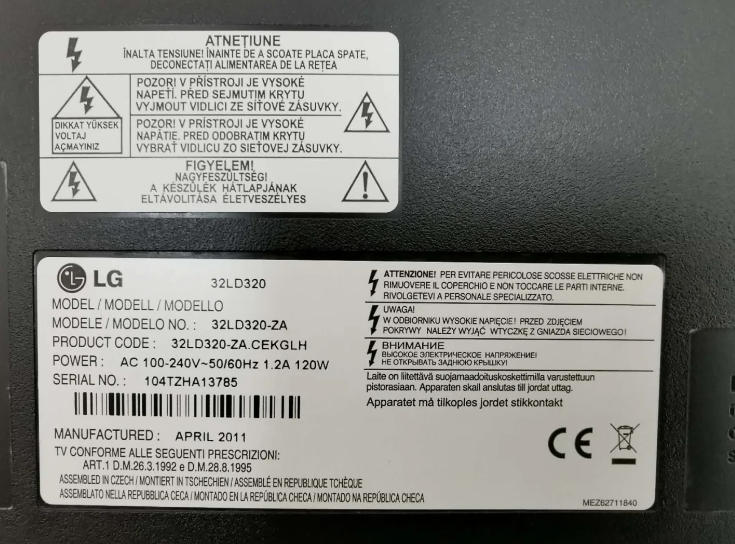 ATNEȚIUNE
ÎNALTA TENSIUNE! ÎNAINTE DE A SCOATE PLACA SPATE,
DECONECTAȚI ALIMENTAREA DE LA REȚEA
DIKKAT YÜKSEK
VOLTAJ
AÇMAYINIZ
POZOR! V PŘÍSTROJI JE VYSOKÉ
NAPĚTÍ. PŘED SEJMUTIM KRYTU
VYJMOUT VIDLICI ZE SÍŤOVÉ ZÁSUVKY.
POZOR! V PRÍSTROJI JE VYSOKÉ
NAPÄTIE. PRED ODOBRATIM KRYTU
VYBRAŤ VIDLICU ZO SIEŤOVEJ ZÁSUVKY.
FIGYELEM!
NAGYFESZÜLTSÉG!
A KÉSZÜLÉK HÁTLAPJÁNAK
ELTÁVOLITÁSA ÉLETVESZÉLYES
LG
32LD320
MODEL / MODELL / MODELLO
MODELE / MODELO NO. : 32LD320-ZA
PRODUCT CODE : 32LD320-ZA.CEKGLH
POWER : AC 100-240V~50/60Hz 1.2A 120W
SERIAL NO. : 104TZHA13785
MANUFACTURED : APRIL 2011
TV CONFORME ALLE SEGUENTI PRESCRIZIONI:
ART.1 D.M.26.3.1992 e D.M.28.8.1995
ASSEMBLED IN CZECH / MONTIERT IN TSCHECHIEN / ASSEMBLÉ EN REPUBLIQUE TCHÈQUE
ASSEMBLATO NELLA REPUBBLICA CECA / MONTADO EN LA REPÚBLICA CHECA / MONTADO NA REPÚBLICA CHECA
ATTENZIONE! PER EVITARE PERICOLOSE SCOSSE ELETTRICHE NON
RIMUOVERE IL COPERCHIO E NON TOCCARE LE PARTI INTERNE.
RIVOLGETEVI A PERSONALE SPECIALIZZATO.
UWAGA!
W ODBIORNIKU WYSOKIE NAPIĘCIE! PRZED ZDJĘCIEM
POKRYWY NALEŻY WYJĄĆ WTYCZKĘ Z GNIAZDA SIECIOWEGO!
ВНИМАНИЕ
ВЫСОКОЕ ЭЛЕКТРИЧЕСКОЕ НАПРЯЖЕНИЕ!
НЕ ОТКРЫВАТЬ ЗАДНЮЮ КРЫШКУ!
Laite on liitettävä suojamaadoituskoskettimilla varustettuun
pistorasiaan. Apparaten skall anslutas till jordat uttag.
Apparatet må tilkoples jordet stikkontakt
CE
MEZ62711840